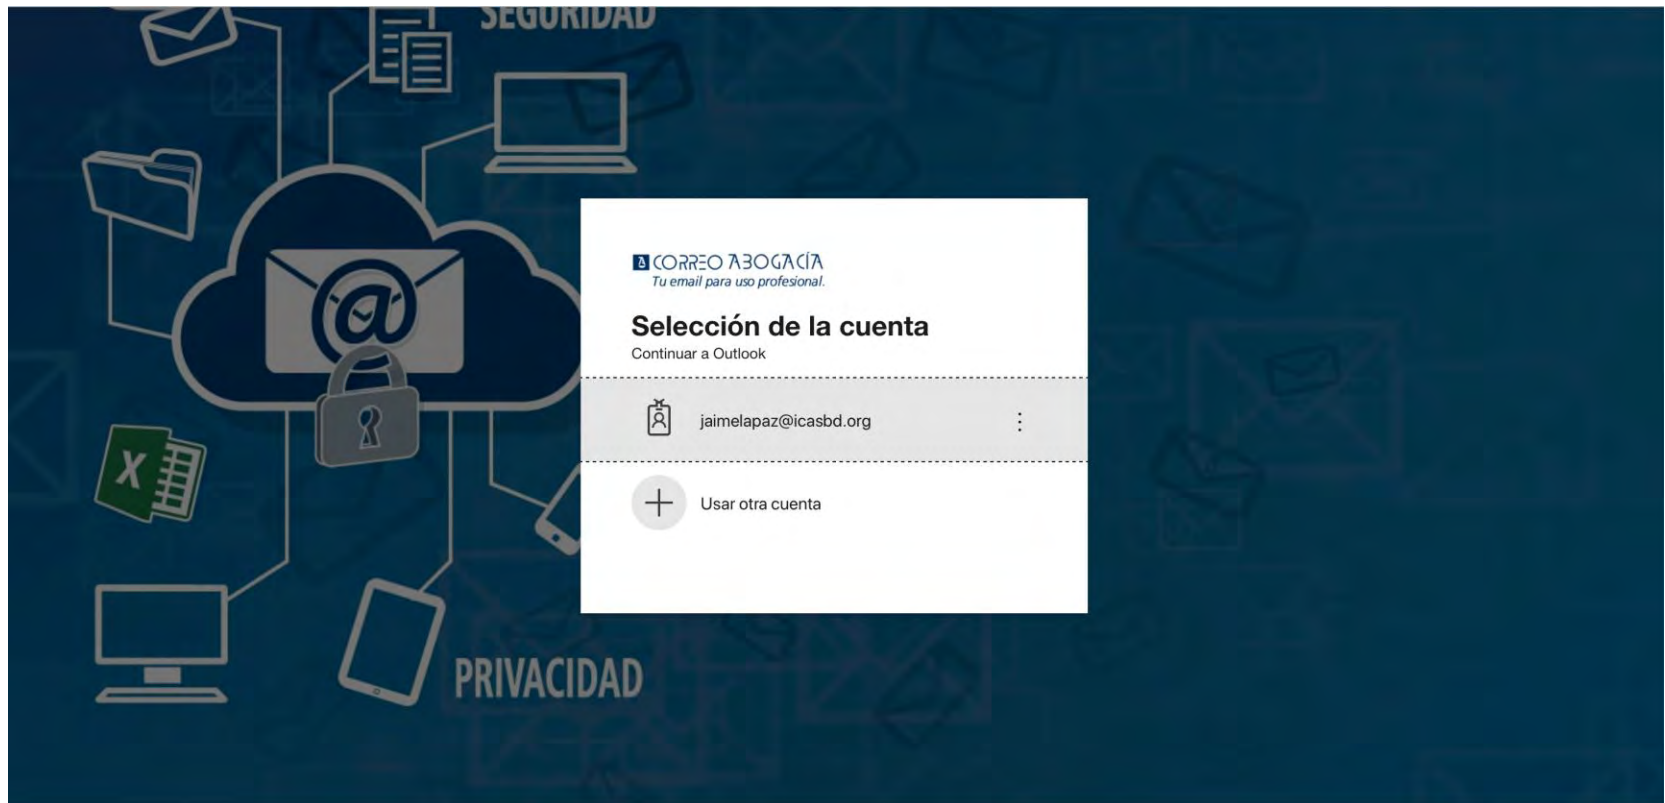 SEGURIDAD
CORREO ABOGACÍA
Tu email para uso profesional.
Selección de la cuenta
Continuar a Outlook
jaimelapaz@icasbd.org
Usar otra cuenta
X
PRIVACIDAD